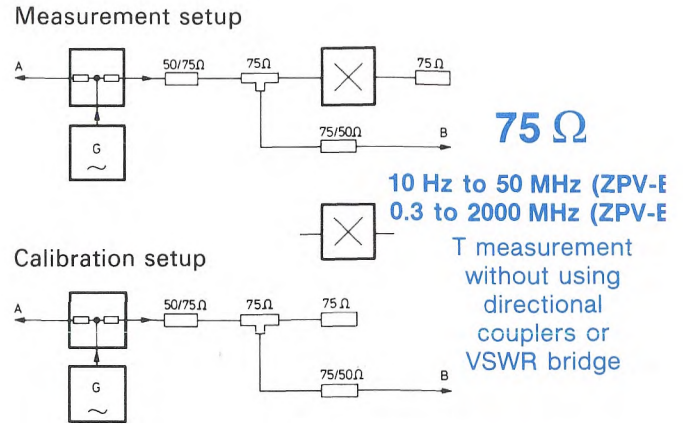 Measurement setup
A
50/75Ω
75Ω
75Ω
G
75/50Ω
B
75 Ω
10 Hz to 50 MHz (ZPV-E
0.3 to 2000 MHz (ZPV-E
T measurement
without using
directional
couplers or
VSWR bridge
Calibration setup
A
50/75Ω
75Ω
75Ω
G
75/50Ω
B